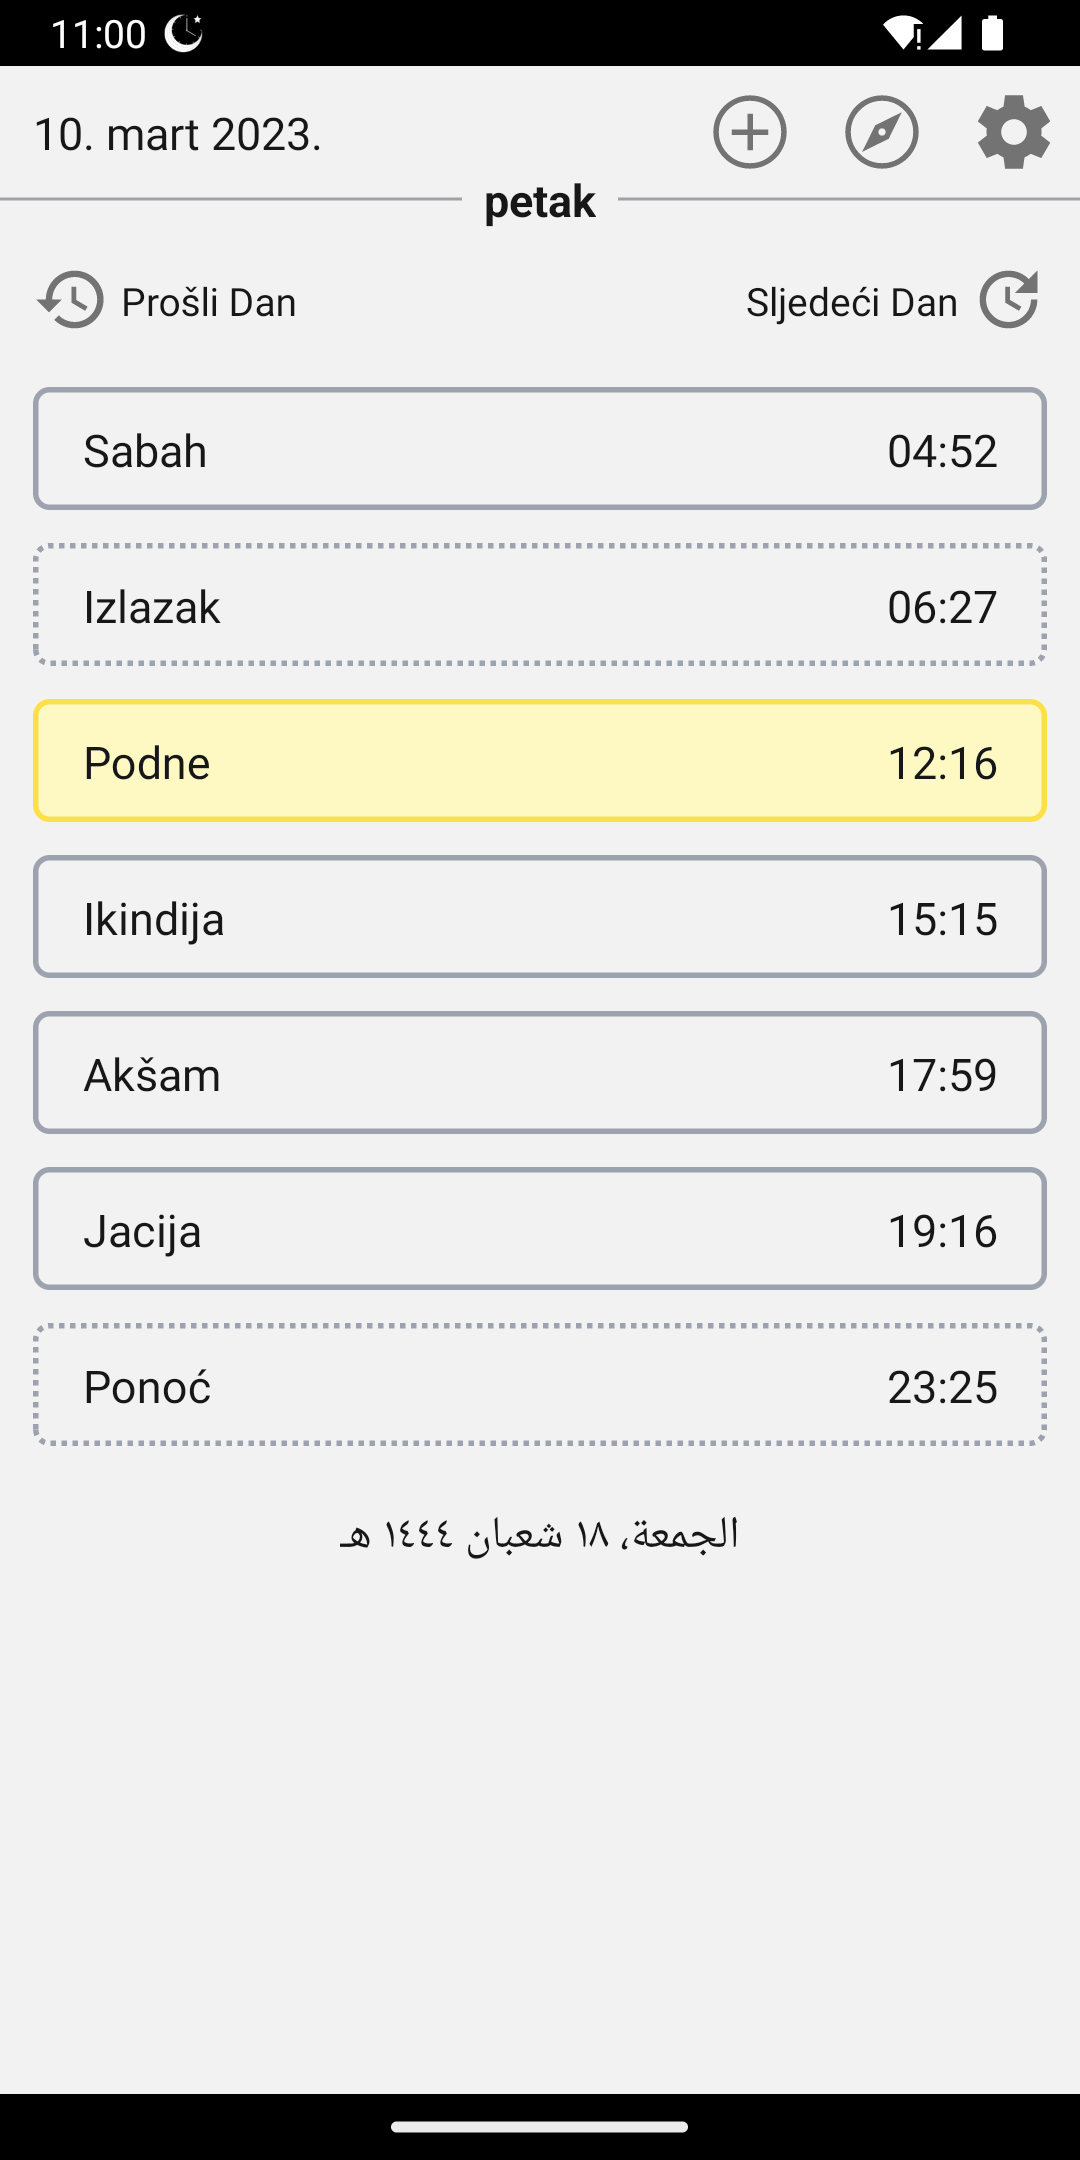 11:00
10. mart 2023.
petak
Prošli Dan
Sljedeći Dan
Sabah 04:52
Izlazak 06:27
Podne 12:16
Ikindija 15:15
Akšam 17:59
Jacija 19:16
Ponoć 23:25
الجمعة، ١٨ شعبان ١٤٤٤ هـ